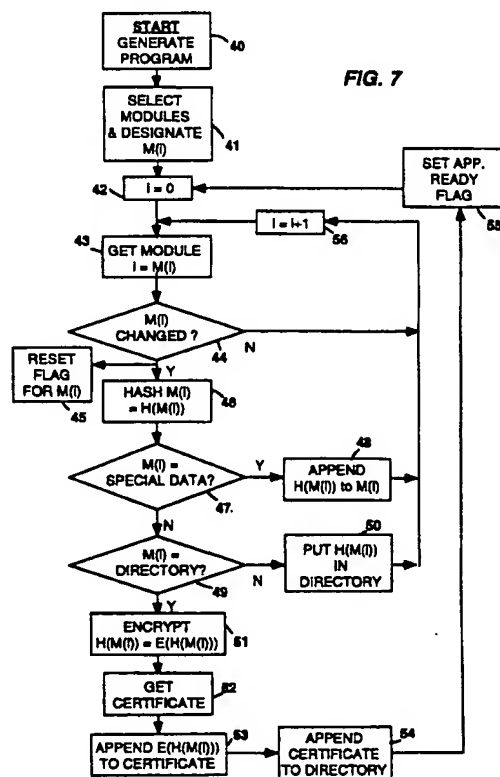 START
GENERATE
PROGRAM
40
FIG. 7
SELECT
MODULES
& DESIGNATE
M(I)
41
SET APP.
READY
FLAG
55
I = 0
42
I = I+1
56
43
GET MODULE
I = M(I)
M(I)
CHANGED ?
44
N
Y
RESET
FLAG
FOR M(I)
45
HASH M(I)
= H(M(I))
46
M(I) =
SPECIAL DATA?
47.
Y
48
APPEND
H(M(I)) to M(I)
N
M(I) =
DIRECTORY?
49
N
50
PUT H(M(I))
IN
DIRECTORY
Y
ENCRYPT
H(M(I)) = E(H(M(I)))
51
GET
CERTIFICATE
52
APPEND E(H(M(I)))
TO CERTIFICATE
53
APPEND
CERTIFICATE
TO DIRECTORY
54